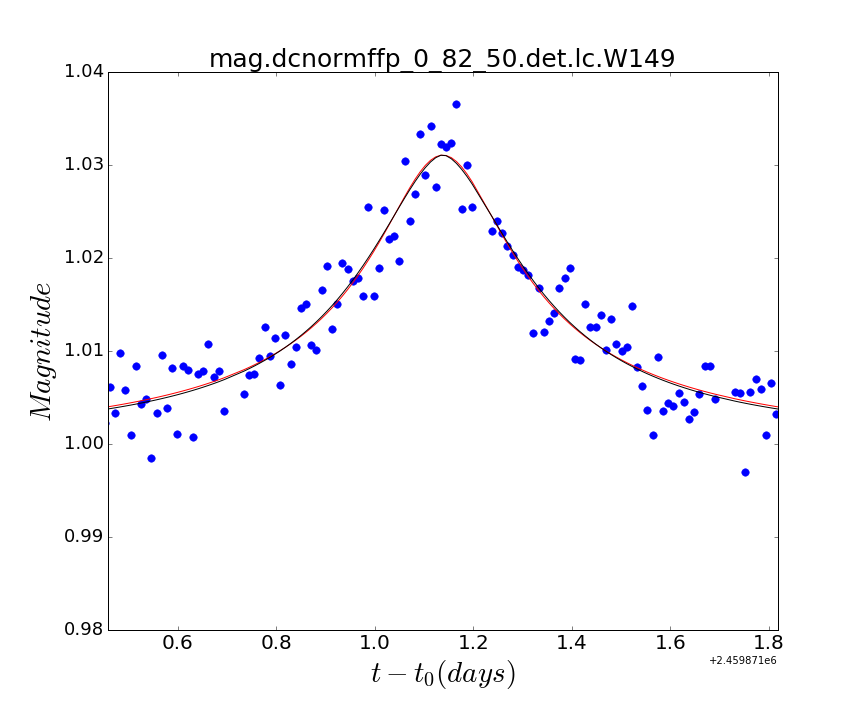 mag.dcnormffp_0_82_50.det.lc.W149
1.04
1.03
1.02
1.01
1.00
0.99
0.98
Magnitude
0.6 0.8 1.0 1.2 1.4 1.6 1.8
+2.459871e6
t − t₀(days)